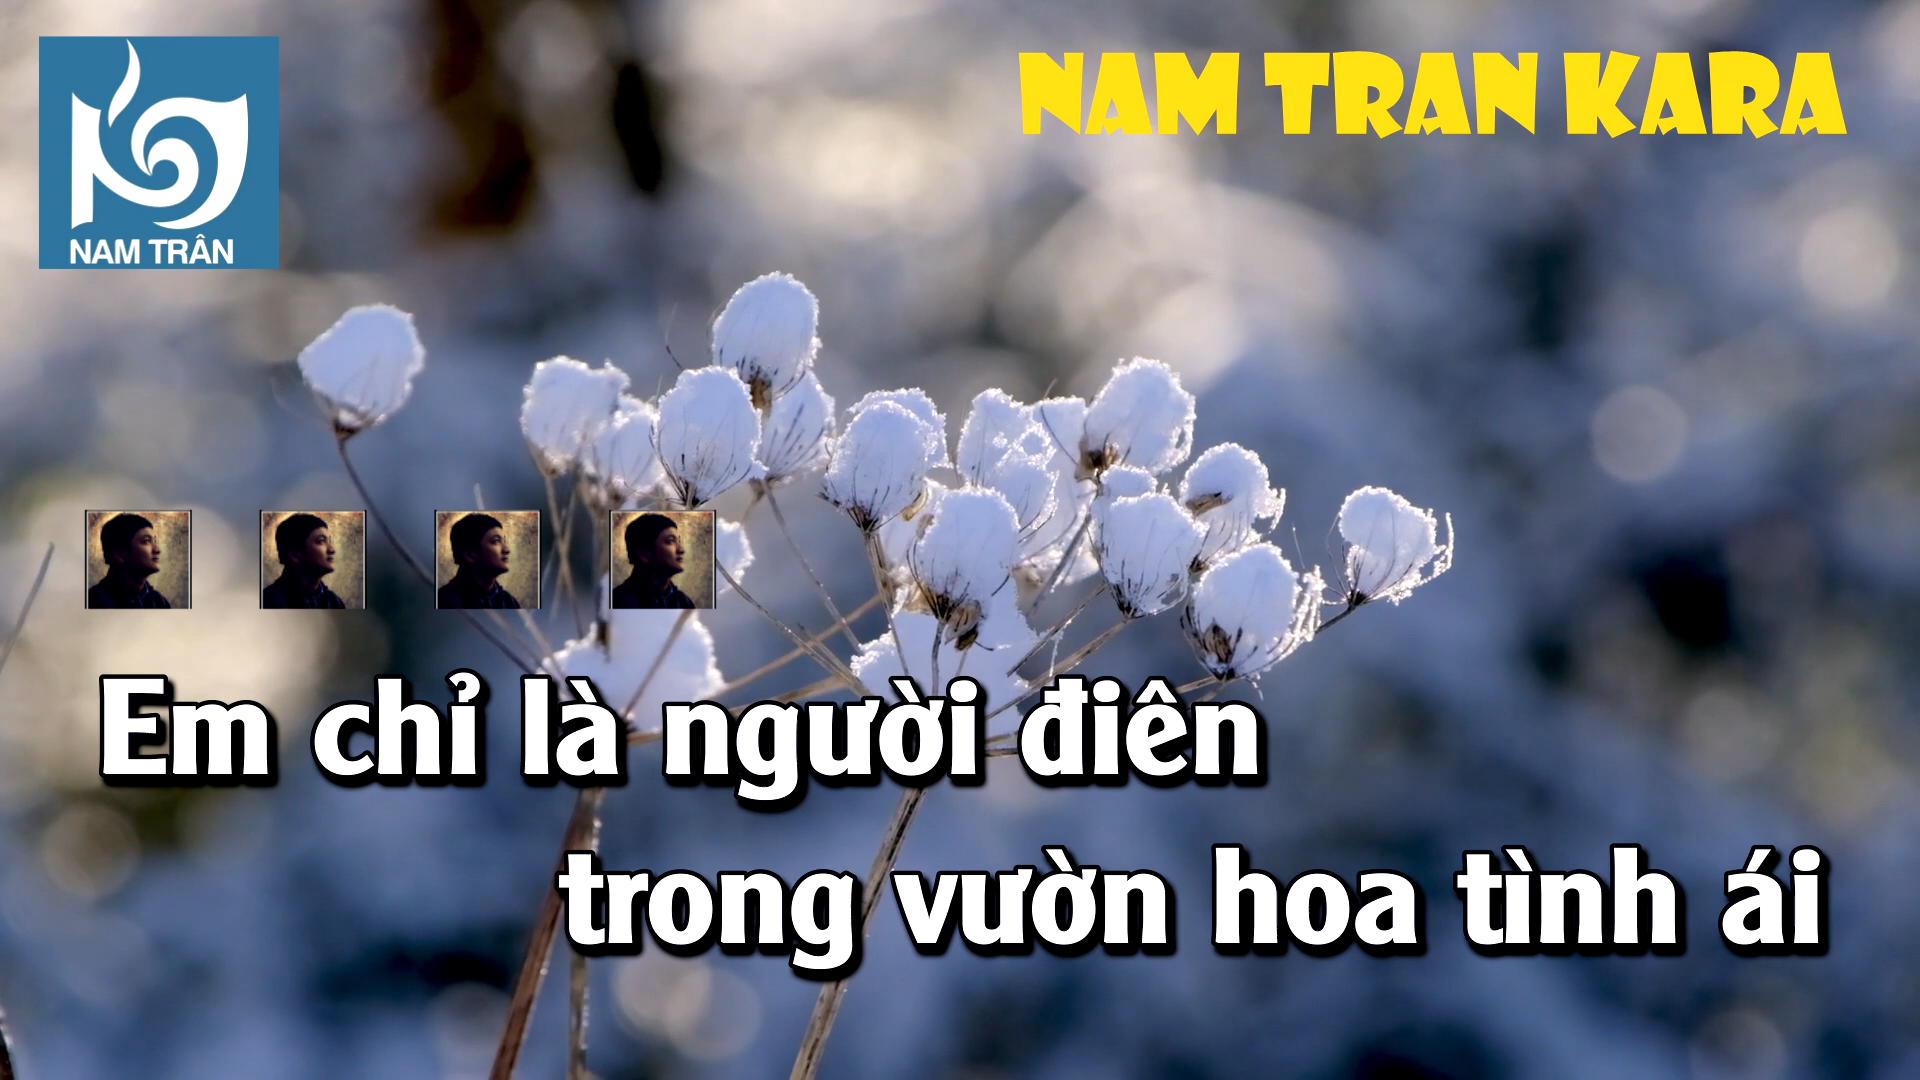 NAM TRAN KARA
NAM TRÂN
Em chỉ là người điên
trong vườn hoa tình ái